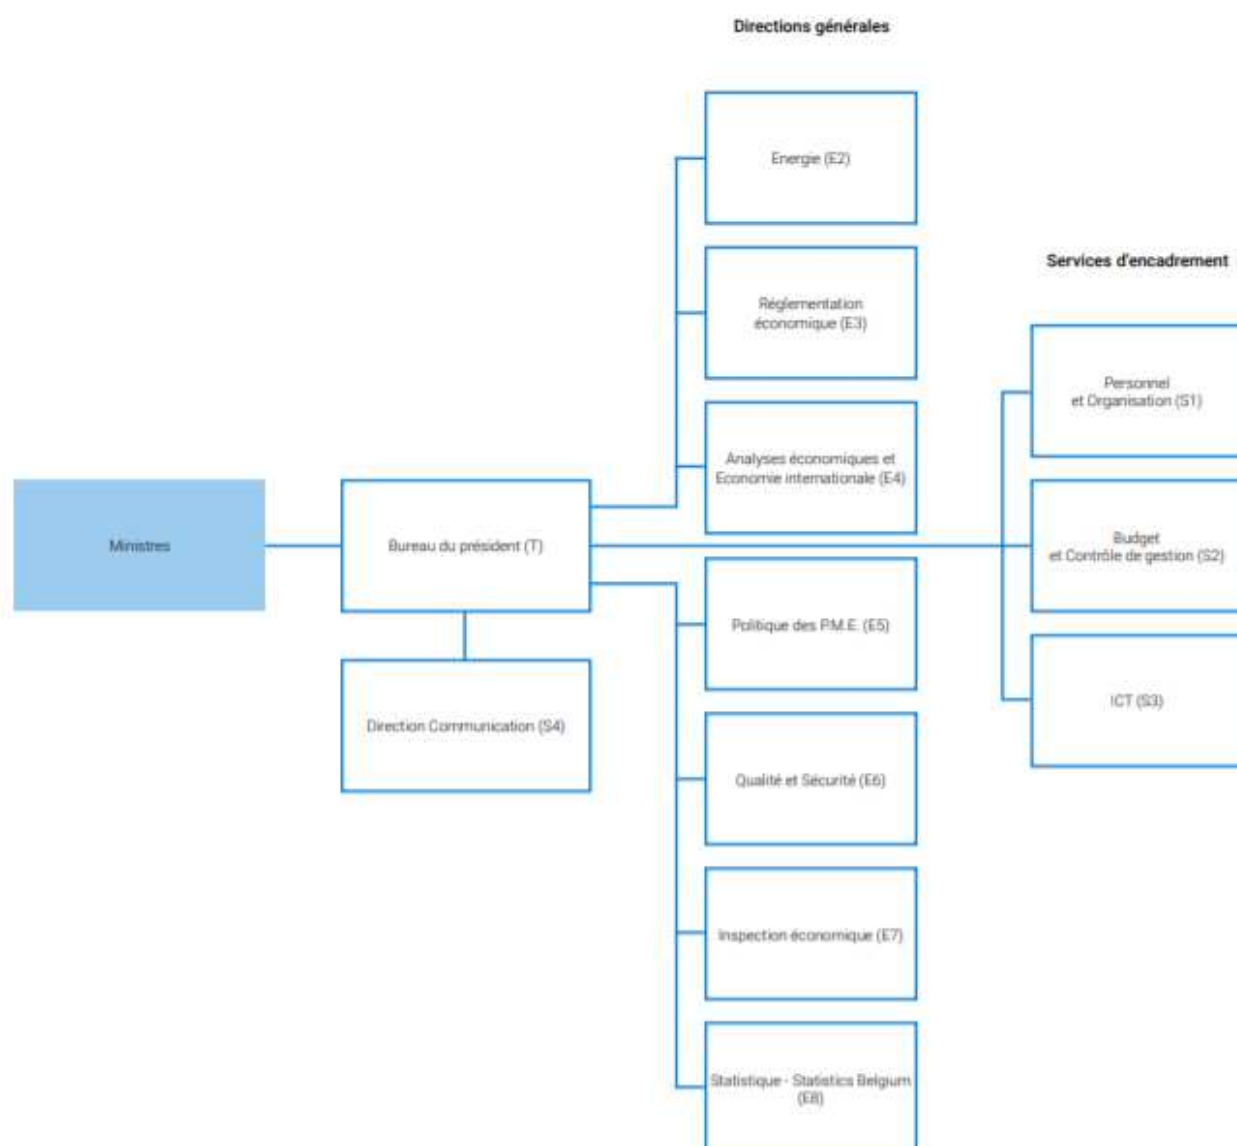 Directions générales
Energie (E2)
Réglementation
économique (E3)
Analyses économiques et
Economie internationale (E4)
Politique des P.M.E. (E5)
Qualité et Sécurité (E6)
Inspection économique (E7)
Statistique - Statistics Belgium
(E8)
Services d'encadrement
Personnel
et Organisation (S1)
Budget
et Contrôle de gestion (S2)
ICT (S3)
Ministres
Bureau du président (T)
Direction Communication (S4)